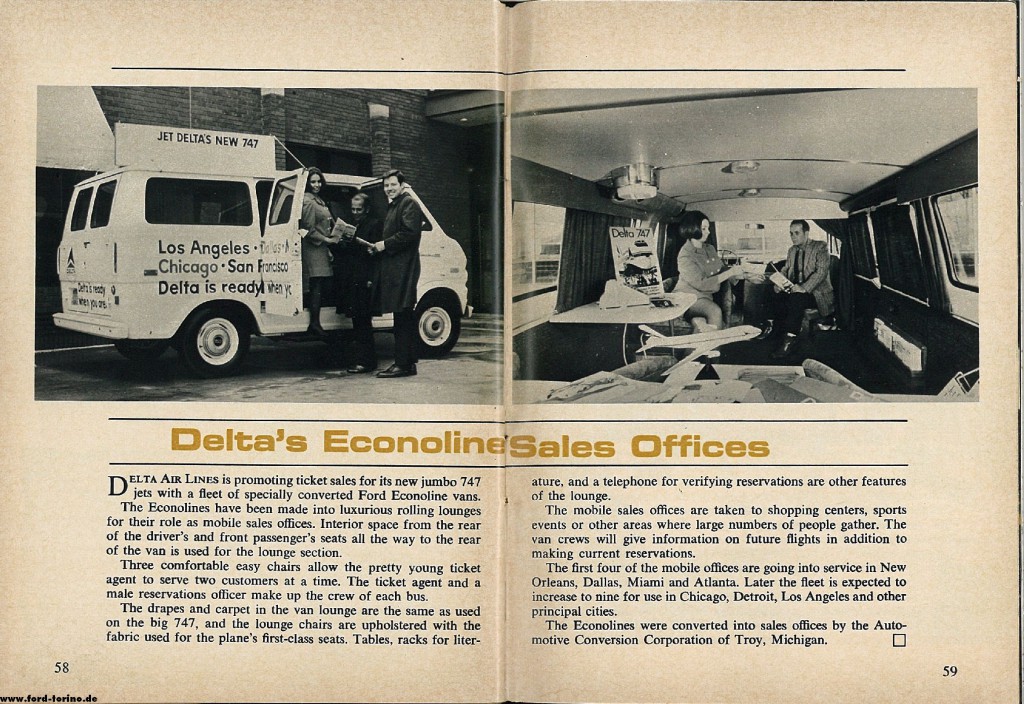 JET DELTA'S NEW 747
Los Angeles · Dallas ·
Chicago · San Francisco
Delta is ready when yo
Delta is ready
when you are.
Delta 747
Delta's Econoline Sales Offices
DELTA AIR LINES is promoting ticket sales for its new jumbo 747
jets with a fleet of specially converted Ford Econoline vans.
The Econolines have been made into luxurious rolling lounges
for their role as mobile sales offices. Interior space from the rear
of the driver's and front passenger's seats all the way to the rear
of the van is used for the lounge section.
Three comfortable easy chairs allow the pretty young ticket
agent to serve two customers at a time. The ticket agent and a
male reservations officer make up the crew of each bus.
The drapes and carpet in the van lounge are the same as used
on the big 747, and the lounge chairs are upholstered with the
fabric used for the plane's first-class seats. Tables, racks for liter-
58
ature, and a telephone for verifying reservations are other features
of the lounge.
The mobile sales offices are taken to shopping centers, sports
events or other areas where large numbers of people gather. The
van crews will give information on future flights in addition to
making current reservations.
The first four of the mobile offices are going into service in New
Orleans, Dallas, Miami and Atlanta. Later the fleet is expected to
increase to nine for use in Chicago, Detroit, Los Angeles and other
principal cities.
The Econolines were converted into sales offices by the Auto-
motive Conversion Corporation of Troy, Michigan.
59
www.ford-torino.de